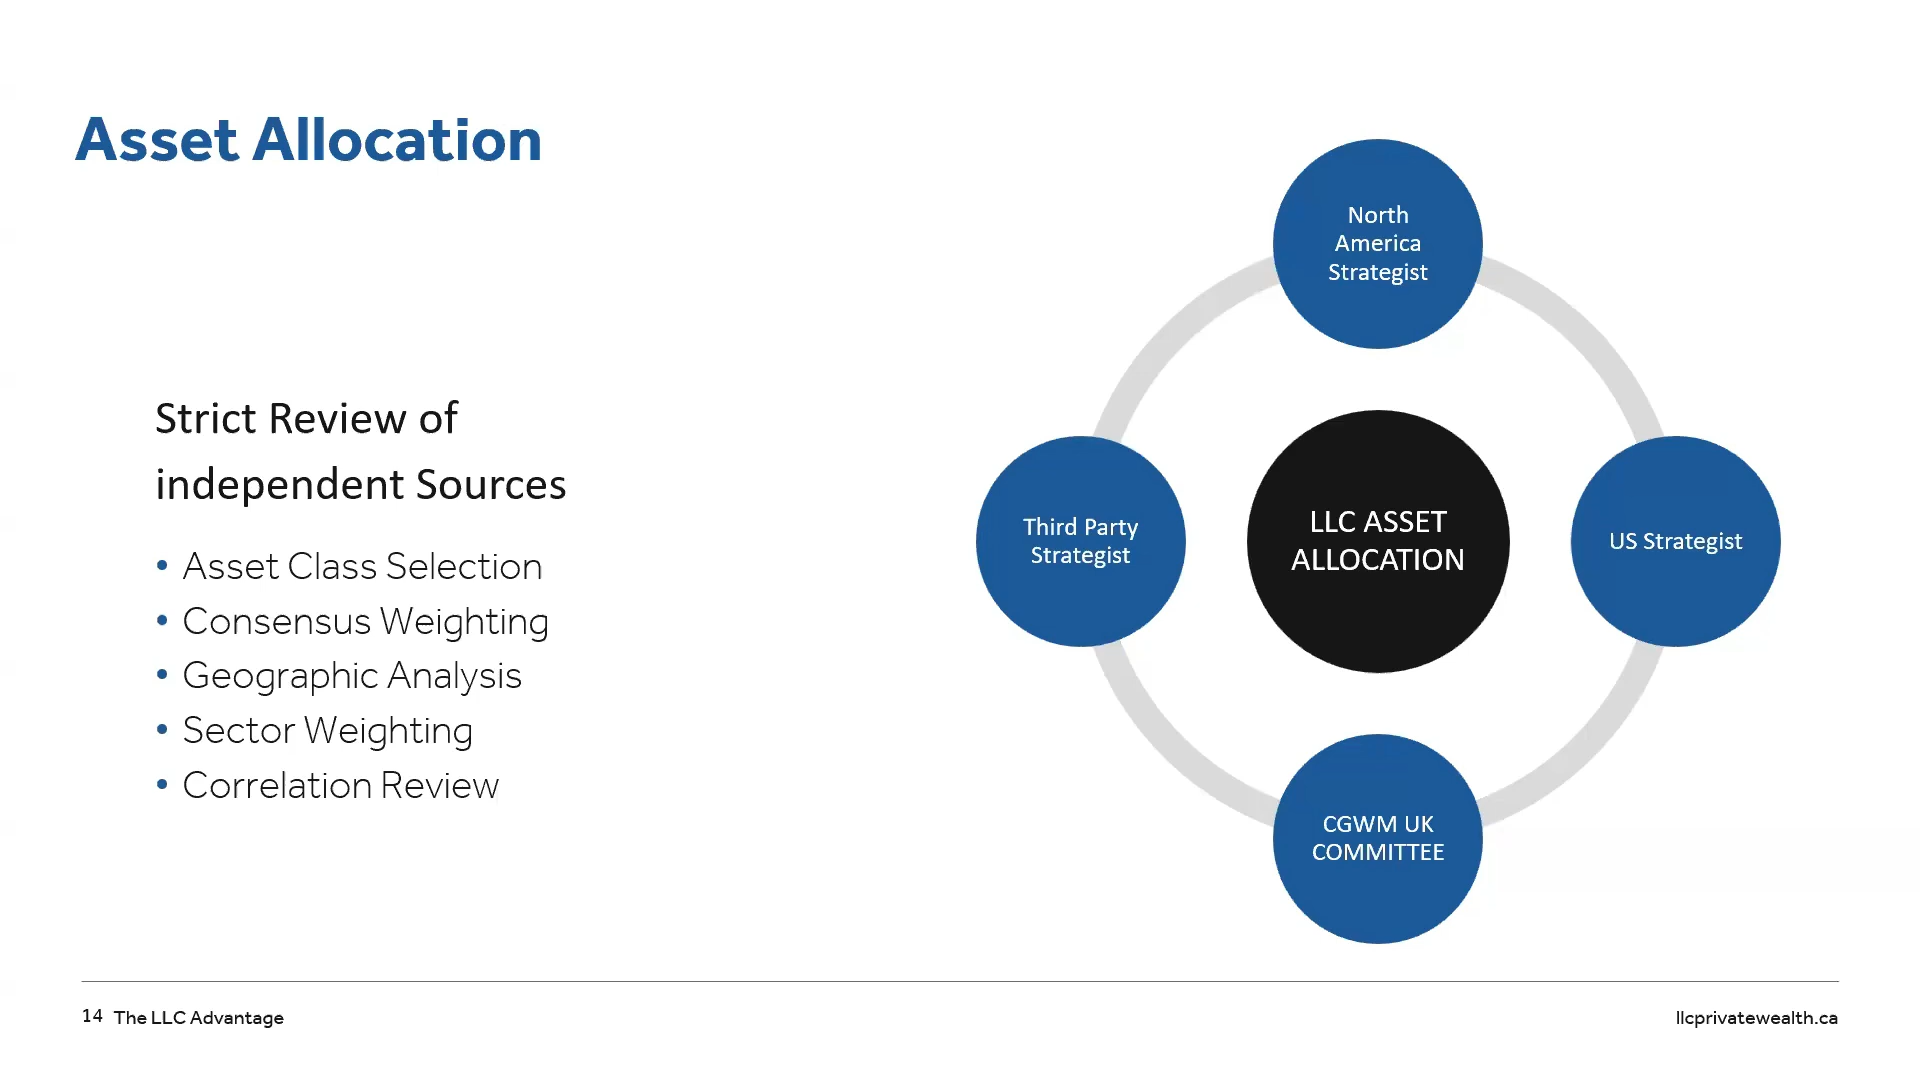 Asset Allocation
Strict Review of
independent Sources
• Asset Class Selection
• Consensus Weighting
• Geographic Analysis
• Sector Weighting
• Correlation Review
North
America
Strategist
Third Party
Strategist
LLC ASSET
ALLOCATION
US Strategist
CGWM UK
COMMITTEE
14 The LLC Advantage
llcprivatewealth.ca